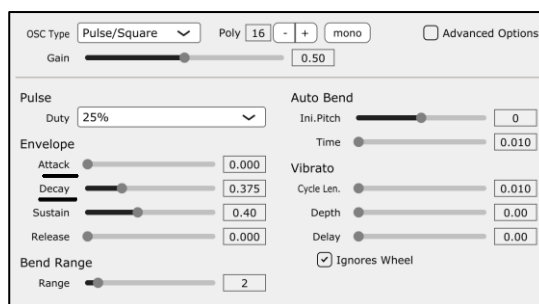 OSC Type Pulse/Square Poly 16 - + mono Advanced Options
Gain 0.50
Pulse
Duty 25%
Envelope
Attack 0.000
Decay 0.375
Sustain 0.40
Release 0.000
Bend Range
Range 2
Auto Bend
Ini.Pitch 0
Time 0.010
Vibrato
Cycle Len. 0.010
Depth 0.00
Delay 0.00
Ignores Wheel